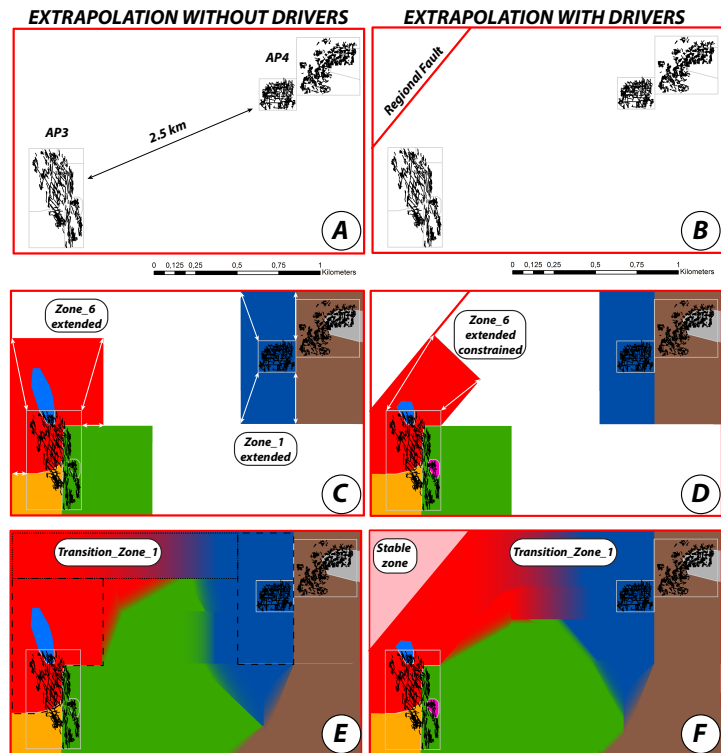 EXTRAPOLATION WITHOUT DRIVERS
EXTRAPOLATION WITH DRIVERS
AP4
AP3
2.5 km
A
Regional Fault
B
0 0,125 0,25 0,5 0,75 1
Kilometers
0 0,125 0,25 0,5 0,75 1
Kilometers
Zone_6
extended
Zone_1
extended
C
Zone_6
extended
constrained
D
Transition_Zone_1
E
Stable
zone
Transition_Zone_1
F